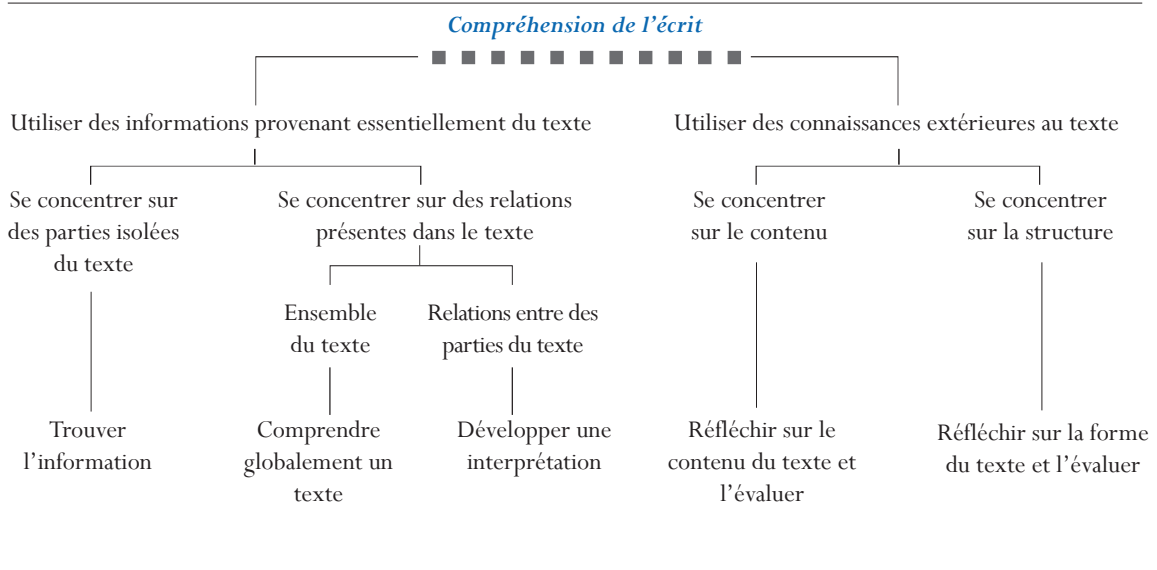 Compréhension de l’écrit
Utiliser des informations provenant essentiellement du texte
Utiliser des connaissances extérieures au texte
Se concentrer sur
des parties isolées
du texte
Se concentrer sur des relations
présentes dans le texte
Se concentrer
sur le contenu
Se concentrer
sur la structure
Ensemble
du texte
Relations entre des
parties du texte
Trouver
l’information
Comprendre
globalement un
texte
Développer une
interprétation
Réfléchir sur le
contenu du texte et
l’évaluer
Réfléchir sur la forme
du texte et l’évaluer